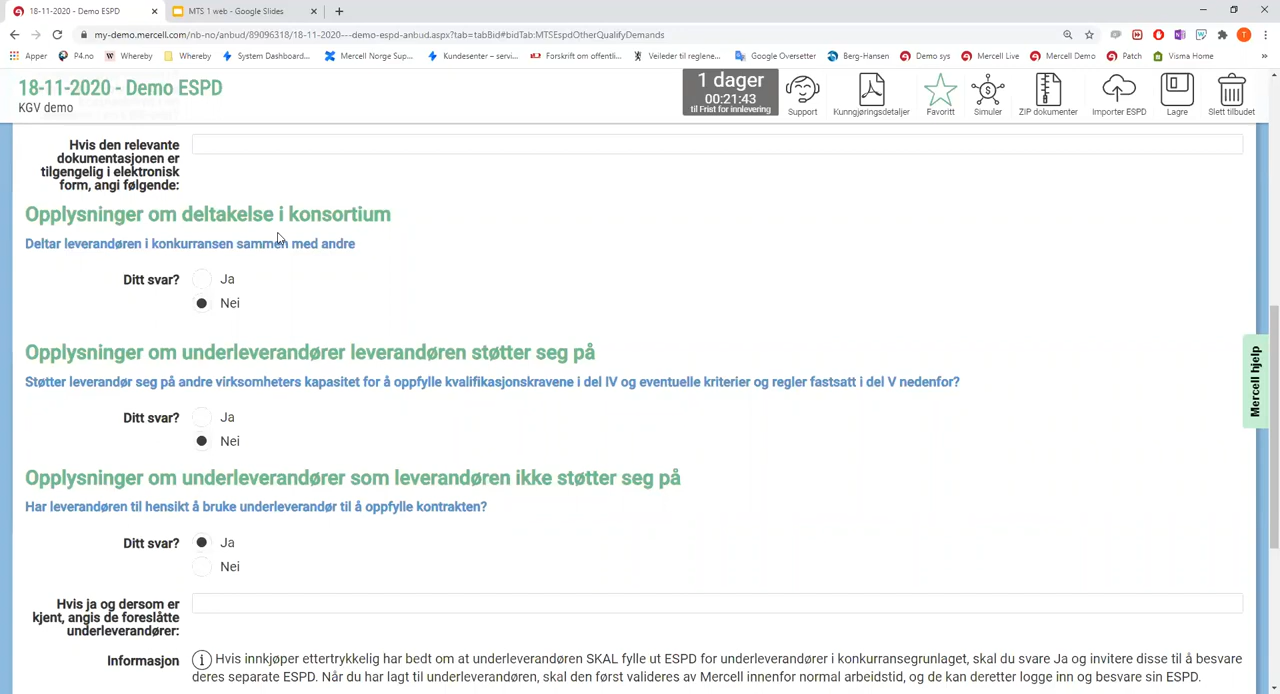 18-11-2020 - Demo ESPD
MTS 1 web - Google Slides
my-demo.mercell.com/nb-no/anbud/89096318/18-11-2020---demo-espd-anbud.aspx?tab=tabBid#bidTab:MTSEspdOtherQualifyDemands
Apper P4.no Whereby Whereby System Dashboard... Mercell Norge Sup... Kundesenter – servi... Forskrift om offentli... Veileder til reglene... Google Oversetter Berg-Hansen Demo sys Mercell Live Mercell Demo Patch Visma Home »
18-11-2020 - Demo ESPD
KGV demo
1 dager
00:21:43
til Frist for innlevering
Support
Kunngjøringsdetaljer
Favoritt
Simuler
ZIP dokumenter
Importer ESPD
Lagre
Slett tilbudet
Hvis den relevante
dokumentasjonen er
tilgengelig i elektronisk
form, angi følgende:
Opplysninger om deltakelse i konsortium
Deltar leverandøren i konkurransen sammen med andre
Ditt svar?
Ja
Nei
Opplysninger om underleverandører leverandøren støtter seg på
Støtter leverandør seg på andre virksomheters kapasitet for å oppfylle kvalifikasjonskravene i del IV og eventuelle kriterier og regler fastsatt i del V nedenfor?
Ditt svar?
Ja
Nei
Mercell hjelp
Opplysninger om underleverandører som leverandøren ikke støtter seg på
Har leverandøren til hensikt å bruke underleverandør til å oppfylle kontrakten?
Ditt svar?
Ja
Nei
Hvis ja og dersom er
kjent, angis de foreslåtte
underleverandører:
Informasjon
Hvis innkjøper ettertrykkelig har bedt om at underleverandøren SKAL fylle ut ESPD for underleverandører i konkurransegrunlaget, skal du svare Ja og invitere disse til å besvare
deres separate ESPD. Når du har lagt til underleverandøren, skal den først valideres av Mercell innenfor normal arbeidstid, og de kan deretter logge inn og besvare sin ESPD.